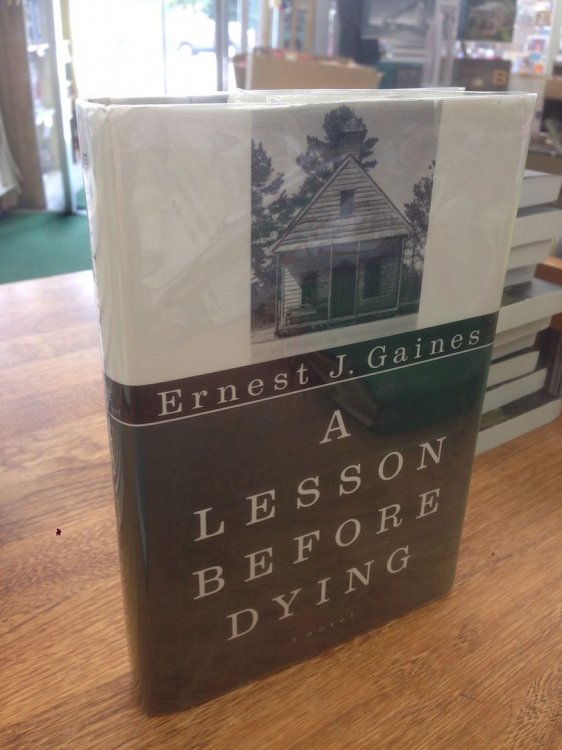 Ernest J. Gaines
A
LESSON
BEFORE
DYING
a novel